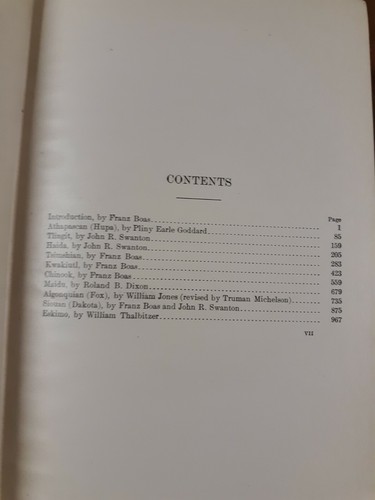 CONTENTS
Page
Introduction, by Franz Boas 1
Athapascan (Hupa), by Pliny Earle Goddard 85
Tlingit, by John R. Swanton 159
Haida, by John R. Swanton 205
Tsimshian, by Franz Boas 283
Kwakiutl, by Franz Boas 423
Chinook, by Franz Boas 559
Maidu, by Roland B. Dixon 679
Algonquian (Fox), by William Jones (revised by Truman Michelson) 735
Siouan (Dakota), by Franz Boas and John R. Swanton 875
Eskimo, by William Thalbitzer 967
VII